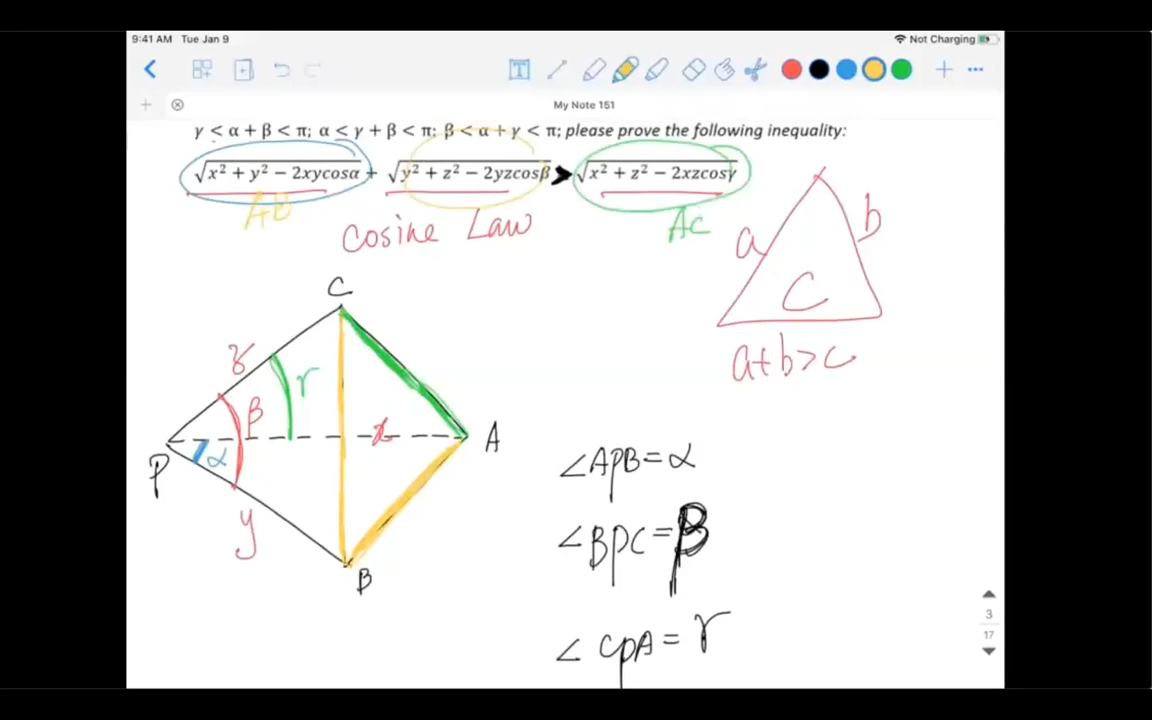 9:41 AM Tue Jan 9
Not Charging
My Note 151
γ < α + β < π; α < γ + β < π; β < α + γ < π; please prove the following inequality:
√x² + y² − 2xycosα + √y² + z² − 2yzcosβ > √x² + z² − 2xzcosγ
AB
AC
cosine Law
a
b
C
a+b>c
C
z
r
β
x
A
α
P
y
B
∠APB=α
∠BPC=β
∠CPA=r
3
17